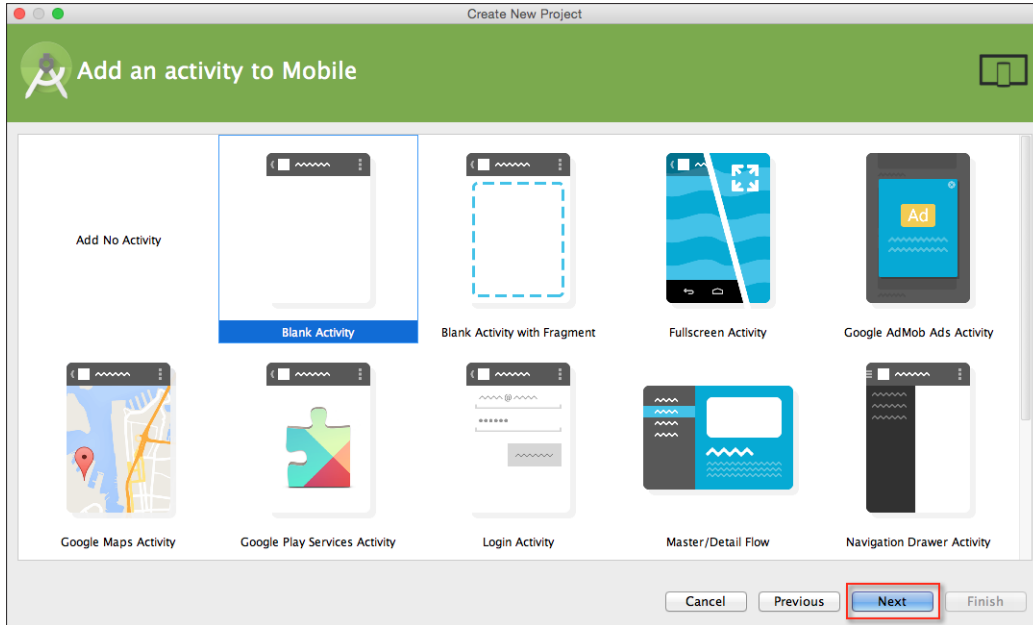 Create New Project
Add an activity to Mobile
Add No Activity
Blank Activity
Blank Activity with Fragment
Ad
Fullscreen Activity
Google AdMob Ads Activity
@
Google Maps Activity
Google Play Services Activity
Login Activity
Master/Detail Flow
Navigation Drawer Activity
Cancel
Previous
Next
Finish